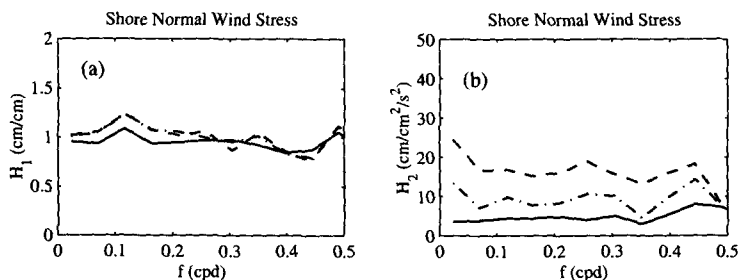 Shore Normal Wind Stress
2
1.5
1
0.5
0
(a)
H₁ (cm/cm)
0 0.1 0.2 0.3 0.4 0.5
f (cpd)
Shore Normal Wind Stress
50
40
30
20
10
0
(b)
H₂ (cm/cm²/s²)
0 0.1 0.2 0.3 0.4 0.5
f (cpd)